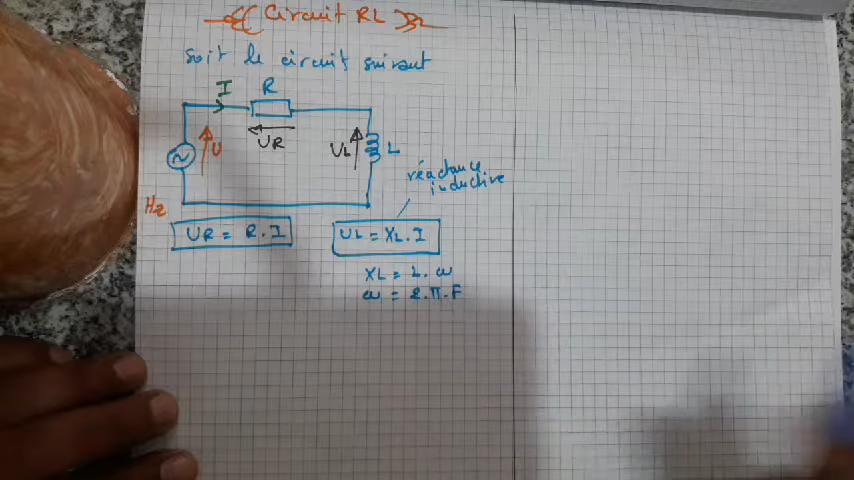 Circuit RL
soit le circuit suivant
I R
U UR UL L
réactance
inductive
Hz
UR = R.I UL = XL.I
XL = L.ω
ω = 2.π.F